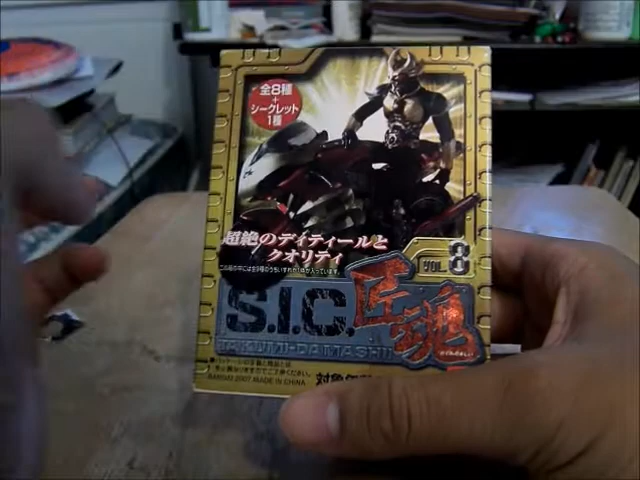 全8種
+
シークレット
1種
超絶のディティールと
クオリティ
VOL. 8
S.I.C. 匠魂
TAKUMI-DAMASHII
BANDAI 2007 MADE IN CHINA